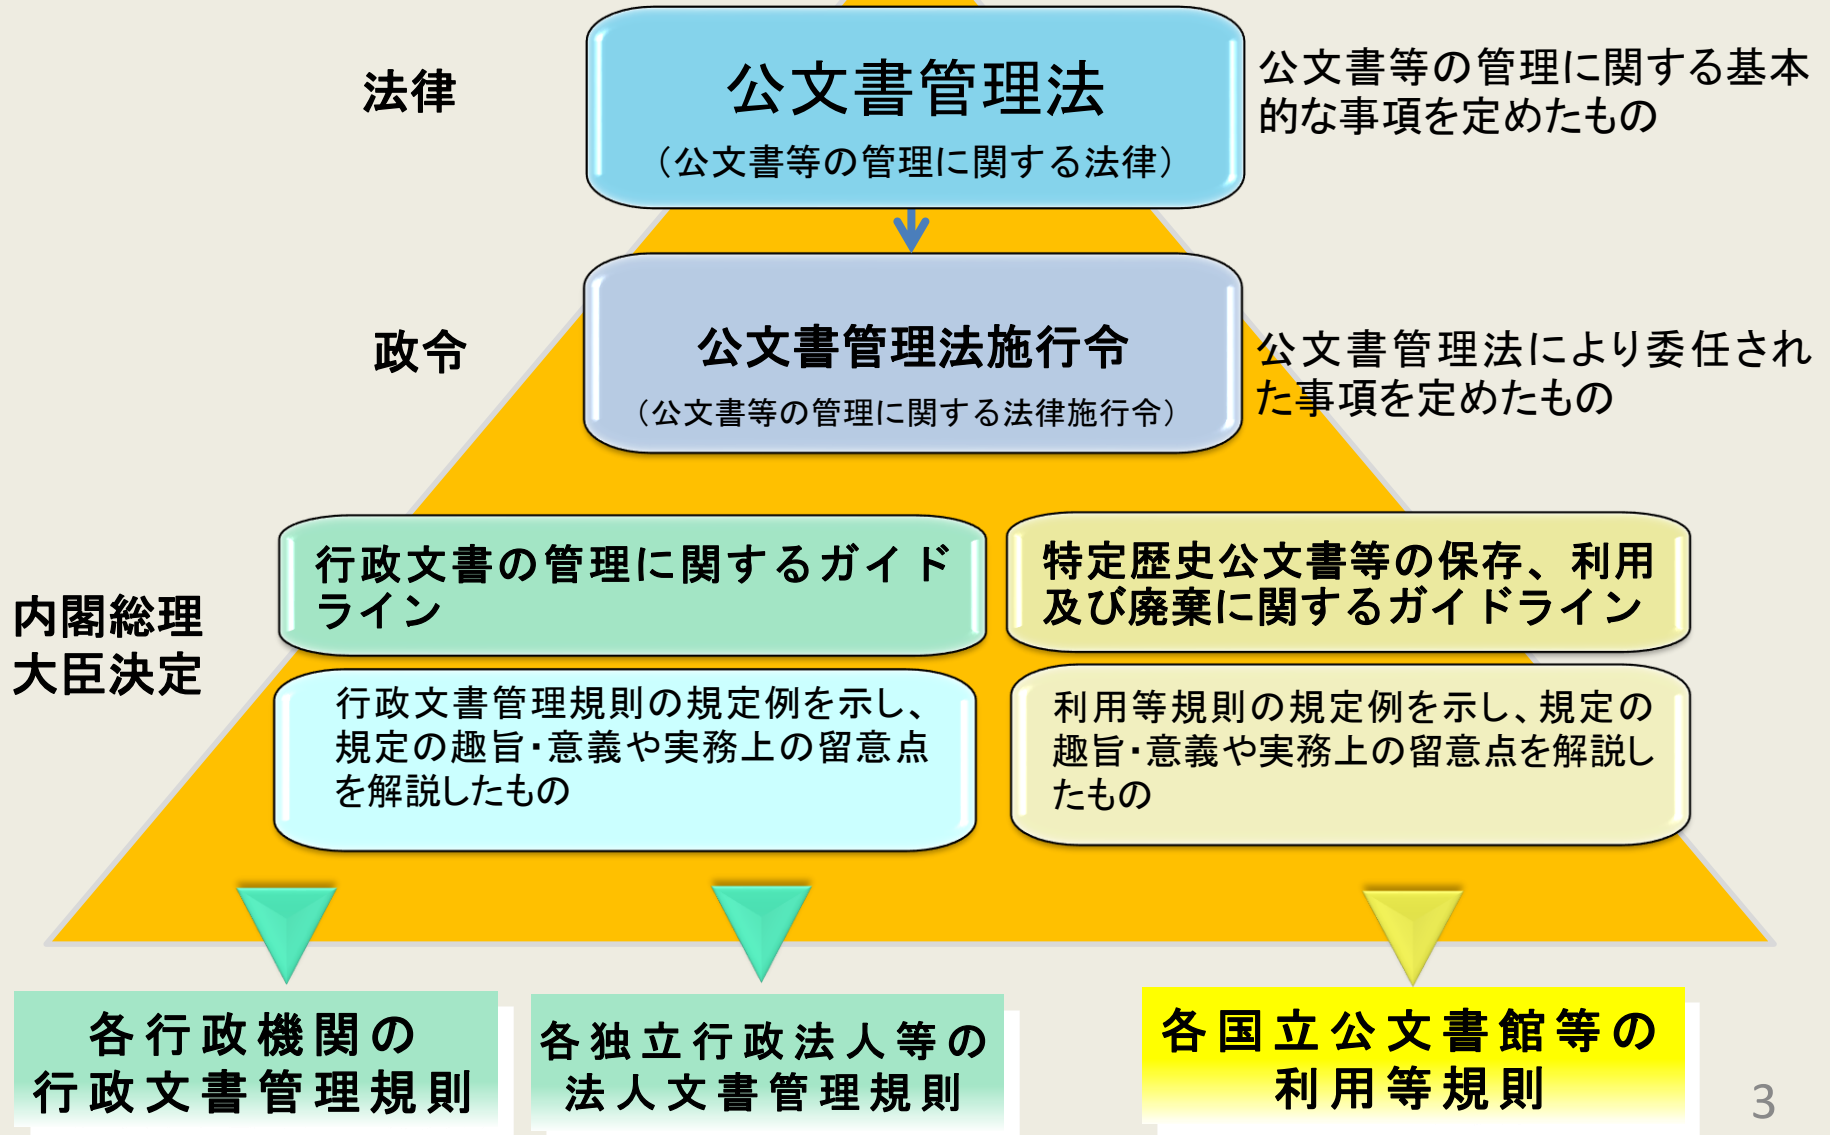 法律
公文書管理法
（公文書等の管理に関する法律）
公文書等の管理に関する基本
的な事項を定めたもの
政令
公文書管理法施行令
（公文書等の管理に関する法律施行令）
公文書管理法により委任され
た事項を定めたもの
内閣総理
大臣決定
行政文書の管理に関するガイド
ライン
行政文書管理規則の規定例を示し、
規定の趣旨・意義や実務上の留意点
を解説したもの
特定歴史公文書等の保存、利用
及び廃棄に関するガイドライン
利用等規則の規定例を示し、規定の
趣旨・意義や実務上の留意点を解説し
たもの
各行政機関の
行政文書管理規則
各独立行政法人等の
法人文書管理規則
各国立公文書館等の
利用等規則
3